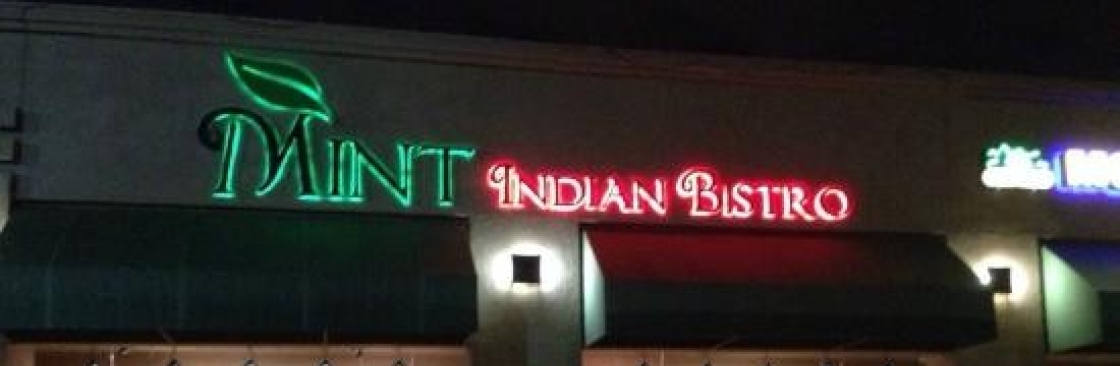 MINT INDIAN BISTRO